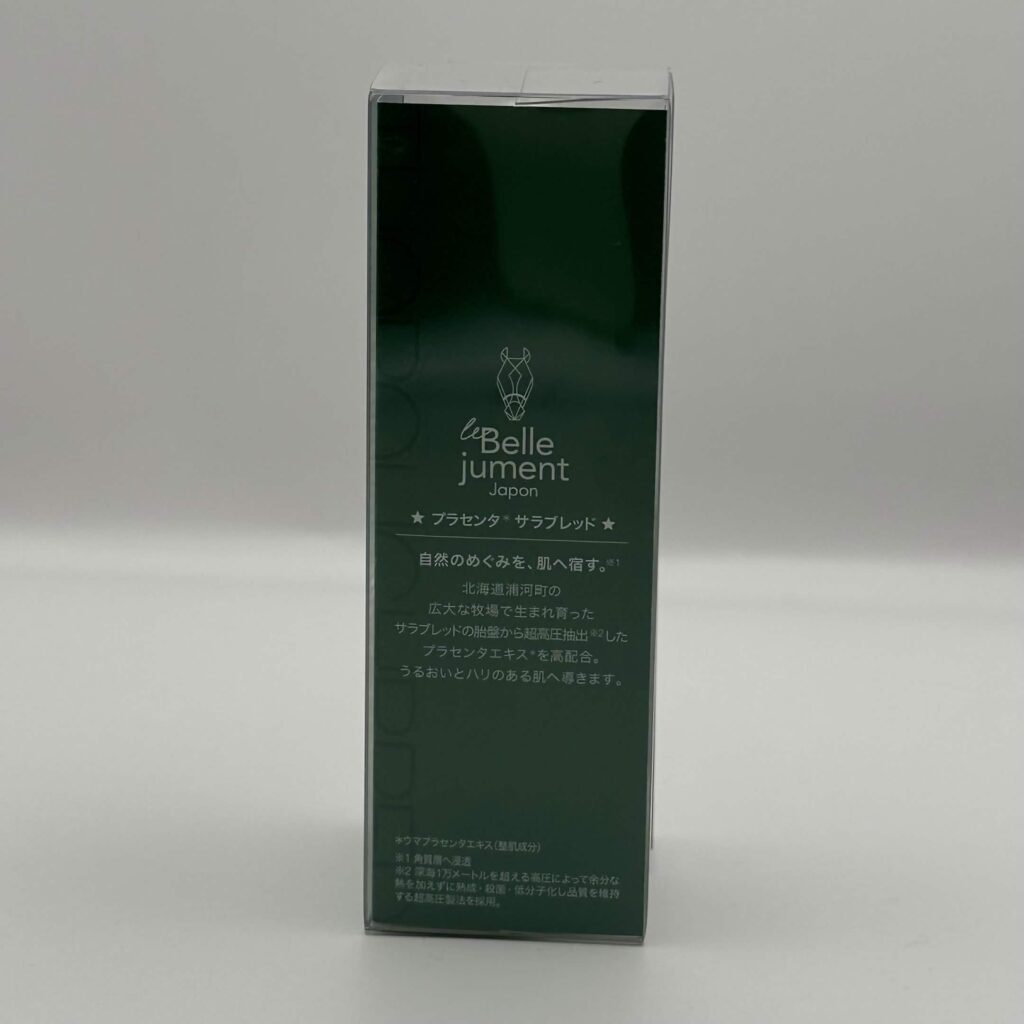 la Belle
jument
Japon
★ プラセンタ＊ サラブレッド ★
自然のめぐみを、肌へ宿す。※1
北海道浦河町の
広大な牧場で生まれ育った
サラブレッドの胎盤から超高圧抽出※2した
プラセンタエキス＊を高配合。
うるおいとハリのある肌へ導きます。
＊ウマプラセンタエキス（整肌成分）
※1 角質層へ浸透
※2 深海1万メートルを超える高圧によって余分な
熱を加えずに熟成・殺菌・低分子化し品質を維持
する超高圧製法を採用。